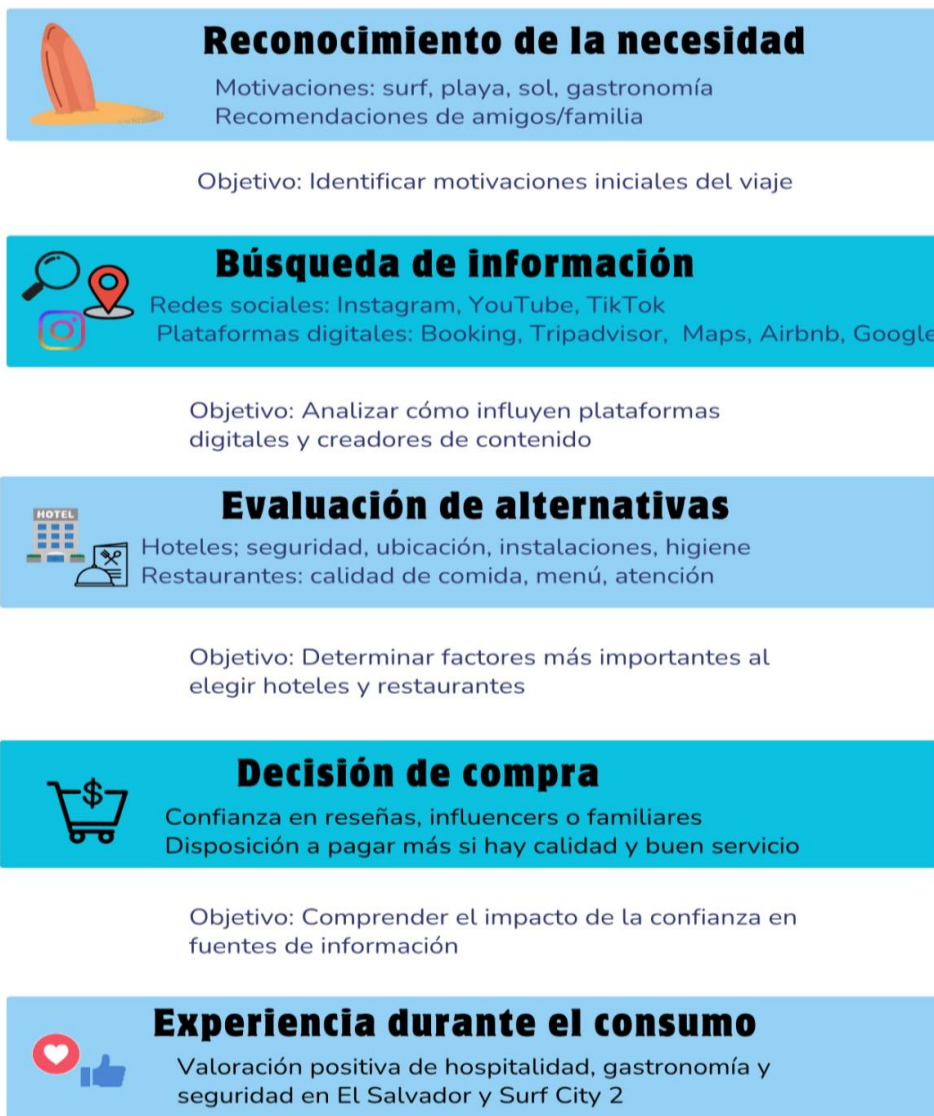 Reconocimiento de la necesidad
Motivaciones: surf, playa, sol, gastronomía
Recomendaciones de amigos/familia
Objetivo: Identificar motivaciones iniciales del viaje
Búsqueda de información
Redes sociales: Instagram, YouTube, TikTok
Plataformas digitales: Booking, Tripadvisor, Maps, Airbnb, Google
Objetivo: Analizar cómo influyen plataformas
digitales y creadores de contenido
Evaluación de alternativas
HOTEL
Hoteles; seguridad, ubicación, instalaciones, higiene
Restaurantes: calidad de comida, menú, atención
Objetivo: Determinar factores más importantes al
elegir hoteles y restaurantes
Decisión de compra
Confianza en reseñas, influencers o familiares
Disposición a pagar más si hay calidad y buen servicio
Objetivo: Comprender el impacto de la confianza en
fuentes de información
Experiencia durante el consumo
Valoración positiva de hospitalidad, gastronomía y
seguridad en El Salvador y Surf City 2